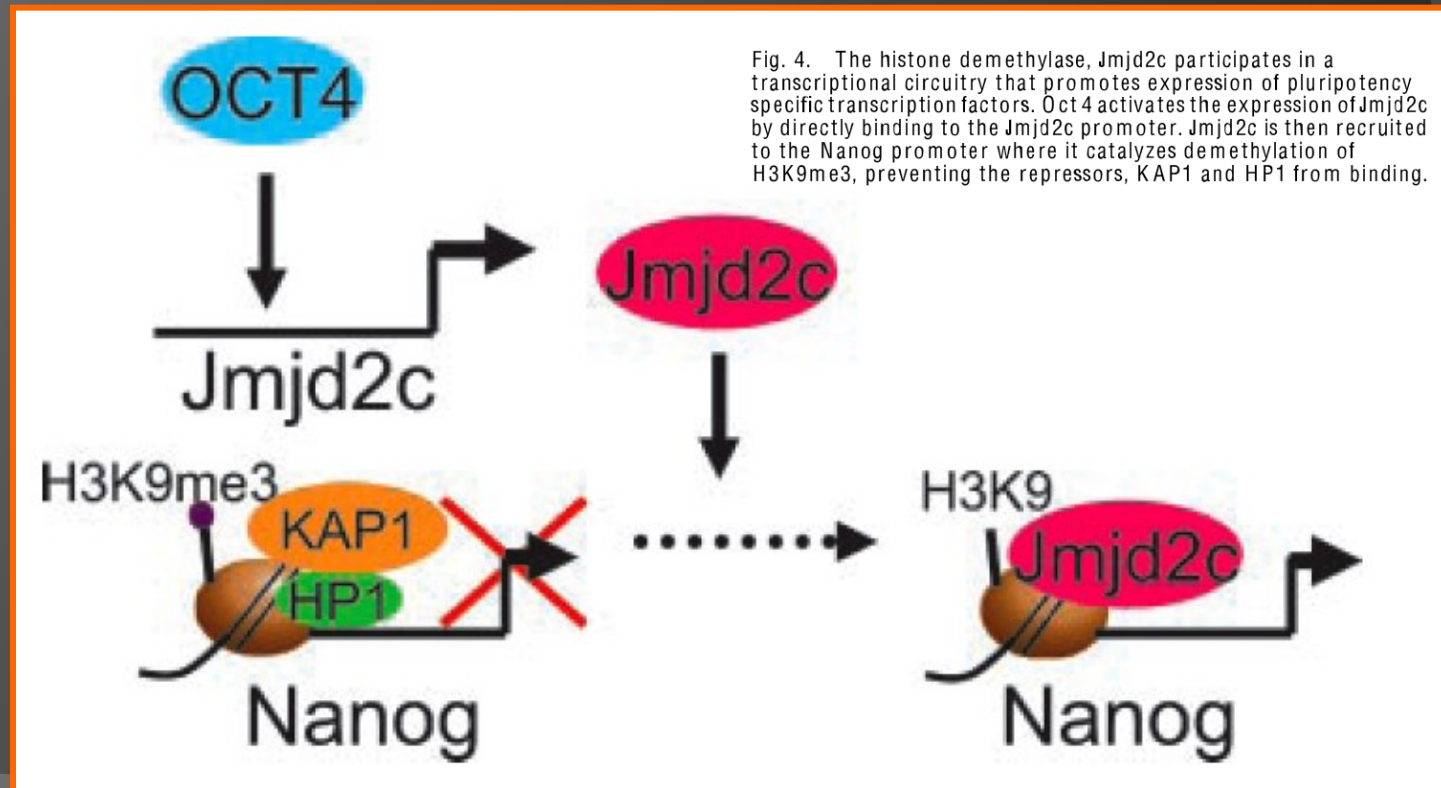 OCT4
Fig. 4. The histone demethylase, Jmjd2c participates in a
transcriptional circuitry that promotes expression of pluripotency
specific transcription factors. Oct 4 activates the expression of Jmjd2c
by directly binding to the Jmjd2c promoter. Jmjd2c is then recruited
to the Nanog promoter where it catalyzes demethylation of
H3K9me3, preventing the repressors, KAP1 and HP1 from binding.
Jmjd2c
Jmjd2c
H3K9me3
KAP1
HP1
Nanog
H3K9
Jmjd2c
Nanog